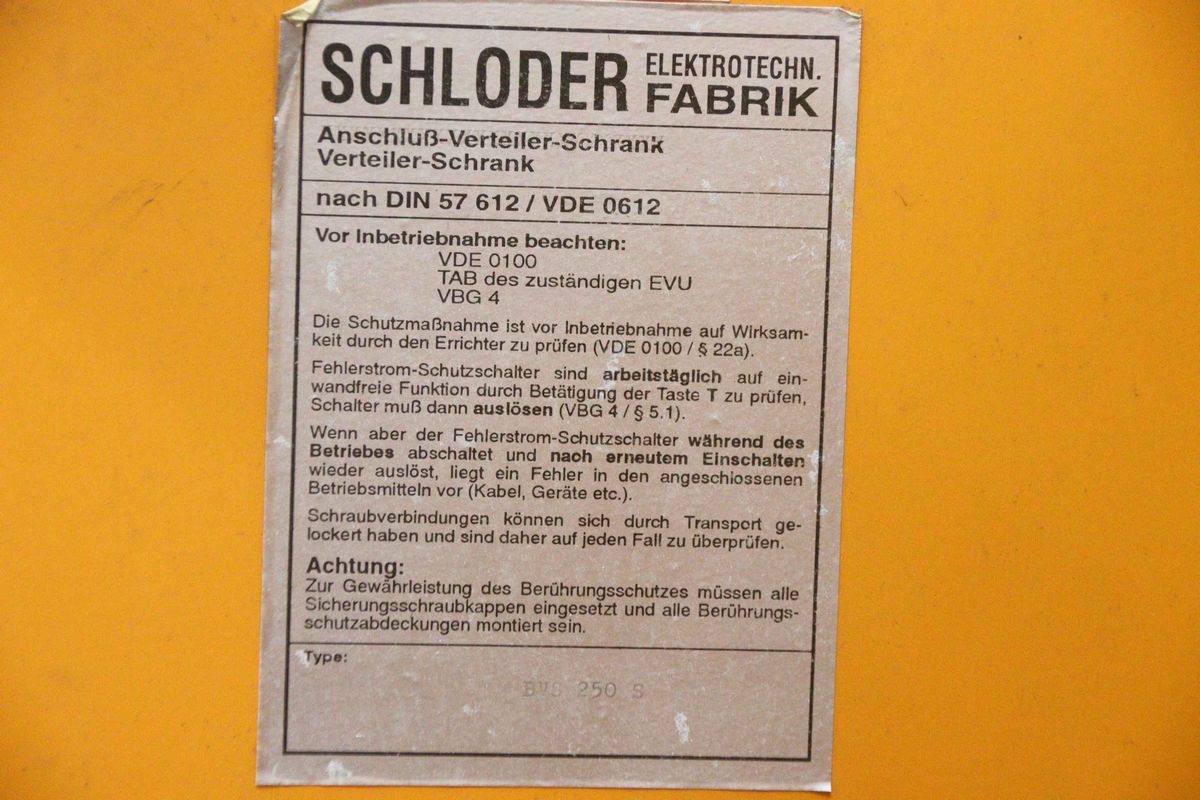 SCHLODER ELEKTROTECHN. FABRIK
Anschluß-Verteiler-Schrank
Verteiler-Schrank
nach DIN 57 612 / VDE 0612
Vor Inbetriebnahme beachten:
VDE 0100
TAB des zuständigen EVU
VBG 4
Die Schutzmaßnahme ist vor Inbetriebnahme auf Wirksam-
keit durch den Errichter zu prüfen (VDE 0100 / § 22a).
Fehlerstrom-Schutzschalter sind arbeitstäglich auf ein-
wandfreie Funktion durch Betätigung der Taste T zu prüfen,
Schalter muß dann auslösen (VBG 4 / § 5.1).
Wenn aber der Fehlerstrom-Schutzschalter während des
Betriebes abschaltet und nach erneutem Einschalten
wieder auslöst, liegt ein Fehler in den angeschlossenen
Betriebsmitteln vor (Kabel, Geräte etc.).
Schraubverbindungen können sich durch Transport ge-
lockert haben und sind daher auf jeden Fall zu überprüfen.
Achtung:
Zur Gewährleistung des Berührungsschutzes müssen alle
Sicherungsschraubkappen eingesetzt und alle Berührungs-
schutzabdeckungen montiert sein.
Type:
BVS 250 S